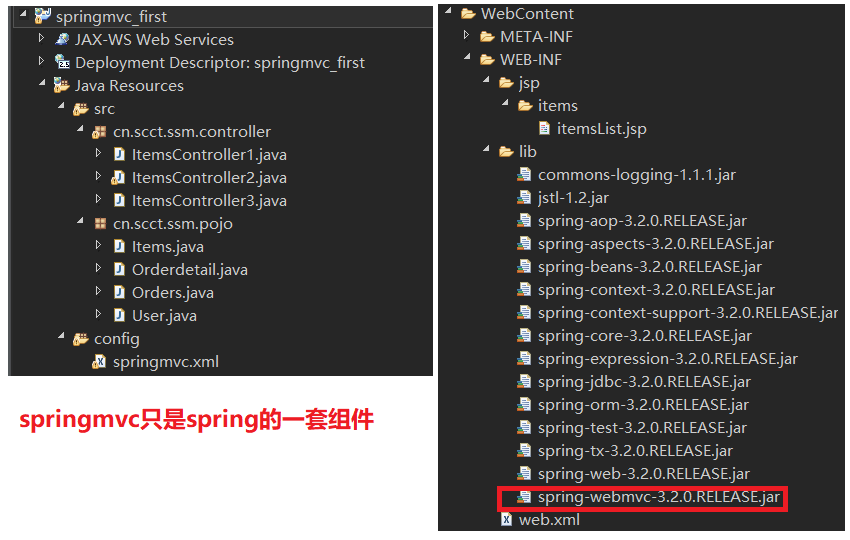 springmvc_first
JAX-WS Web Services
Deployment Descriptor: springmvc_first
Java Resources
src
cn.scct.ssm.controller
ItemsController1.java
ItemsController2.java
ItemsController3.java
cn.scct.ssm.pojo
Items.java
Orderdetail.java
Orders.java
User.java
config
springmvc.xml
springmvc只是spring的一套组件
WebContent
META-INF
WEB-INF
jsp
items
itemsList.jsp
lib
commons-logging-1.1.1.jar
jstl-1.2.jar
spring-aop-3.2.0.RELEASE.jar
spring-aspects-3.2.0.RELEASE.jar
spring-beans-3.2.0.RELEASE.jar
spring-context-3.2.0.RELEASE.jar
spring-context-support-3.2.0.RELEASE.jar
spring-core-3.2.0.RELEASE.jar
spring-expression-3.2.0.RELEASE.jar
spring-jdbc-3.2.0.RELEASE.jar
spring-orm-3.2.0.RELEASE.jar
spring-test-3.2.0.RELEASE.jar
spring-tx-3.2.0.RELEASE.jar
spring-web-3.2.0.RELEASE.jar
spring-webmvc-3.2.0.RELEASE.jar
web.xml